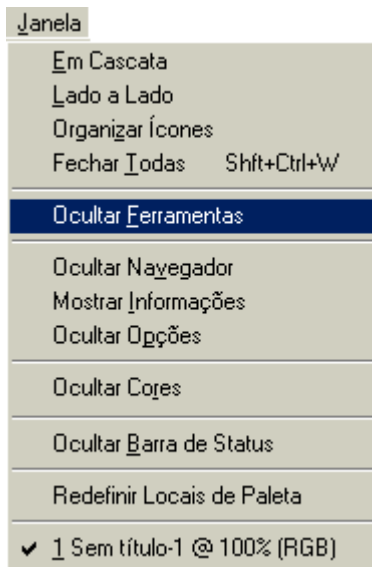 Janela
Em Cascata
Lado a Lado
Organizar Ícones
Fechar Todas Shft+Ctrl+W
Ocultar Ferramentas
Ocultar Navegador
Mostrar Informações
Ocultar Opções
Ocultar Cores
Ocultar Barra de Status
Redefinir Locais de Paleta
✔ 1 Sem título-1 @ 100% (RGB)